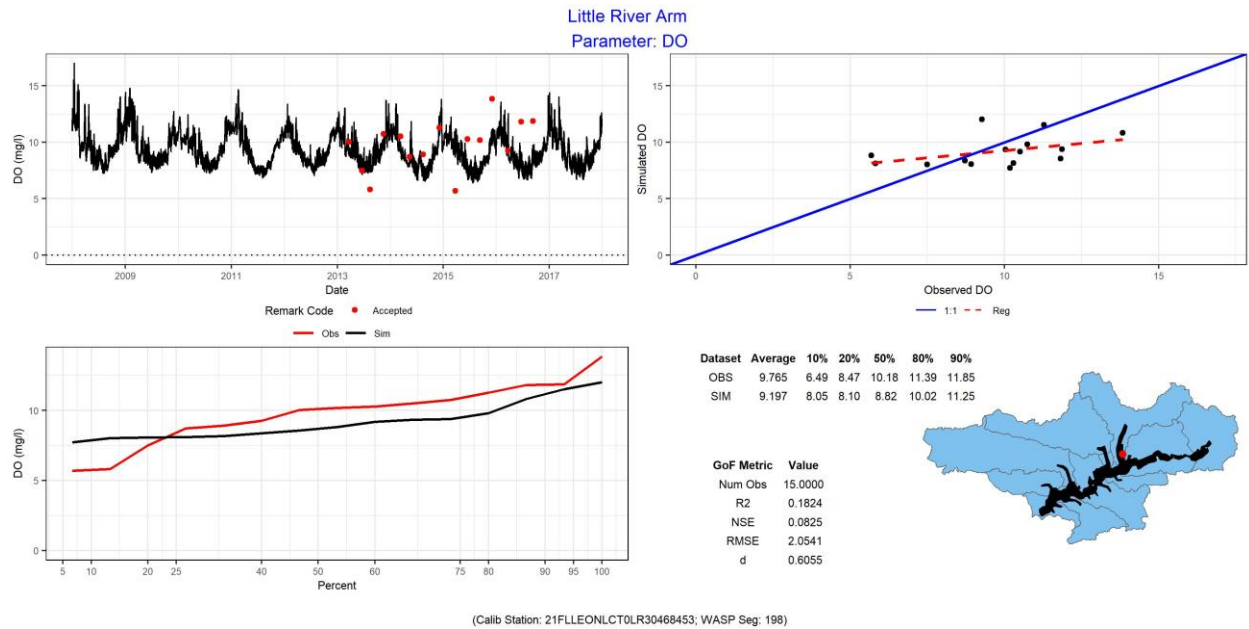 Little River Arm
Parameter: DO
DO (mg/l)
15
10
5
0
2009 2011 2013 2015 2017
Date
Remark Code Accepted
Simulated DO
15
10
5
0
0 5 10 15
Observed DO
1:1 Reg
Obs Sim
DO (mg/l)
10
5
0
5 10 20 25 40 50 60 75 80 90 95 100
Percent
Dataset Average 10% 20% 50% 80% 90%
OBS 9.765 6.49 8.47 10.18 11.39 11.85
SIM 9.197 8.05 8.10 8.82 10.02 11.25
GoF Metric Value
Num Obs 15.0000
R2 0.1824
NSE 0.0825
RMSE 2.0541
d 0.6055
(Calib Station: 21FLLEONLCT0LR30468453; WASP Seg: 198)